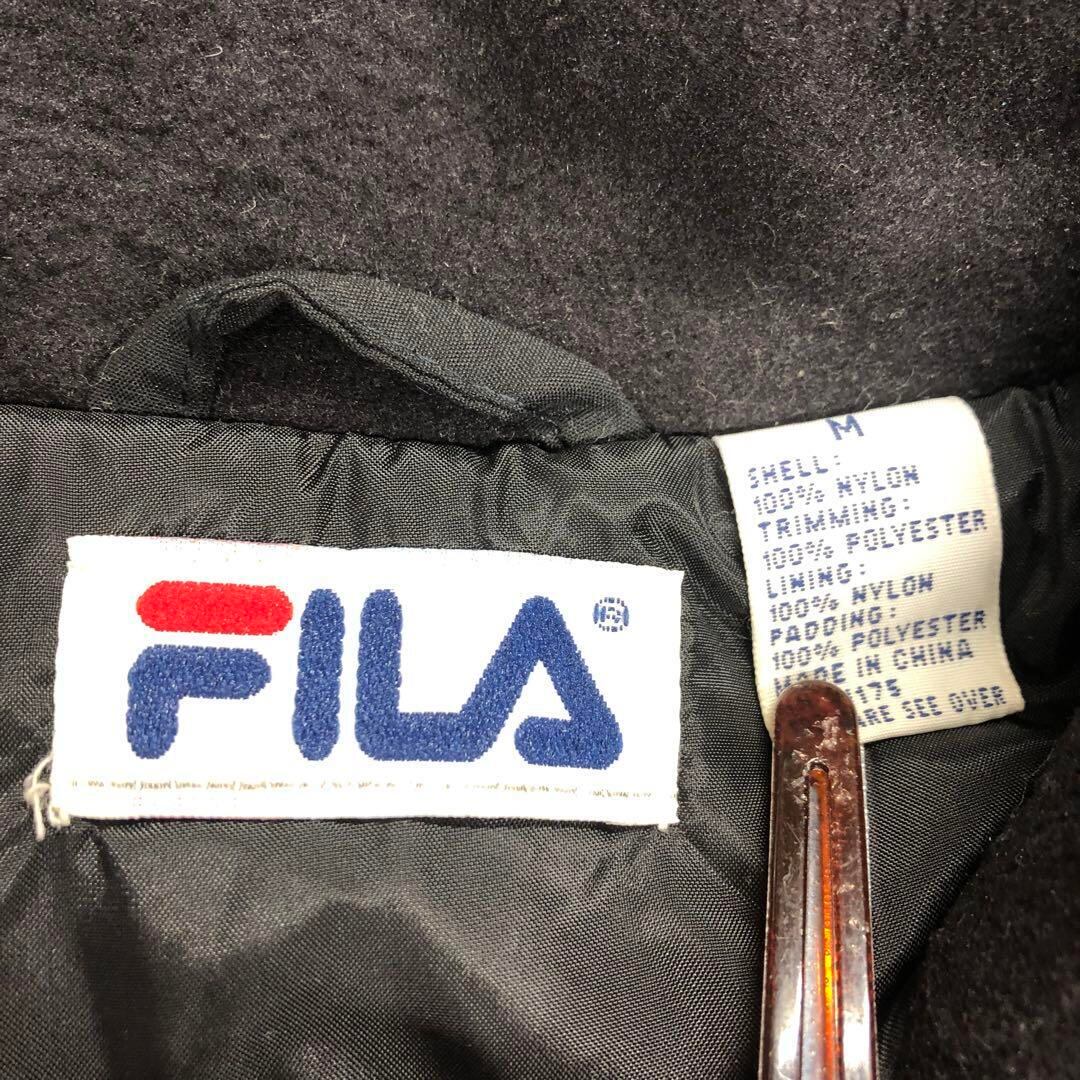 FILA®
M
SHELL:
100% NYLON
TRIMMING:
100% POLYESTER
LINING:
100% NYLON
PADDING:
100% POLYESTER
MADE IN CHINA
175
ARE SEE OVER